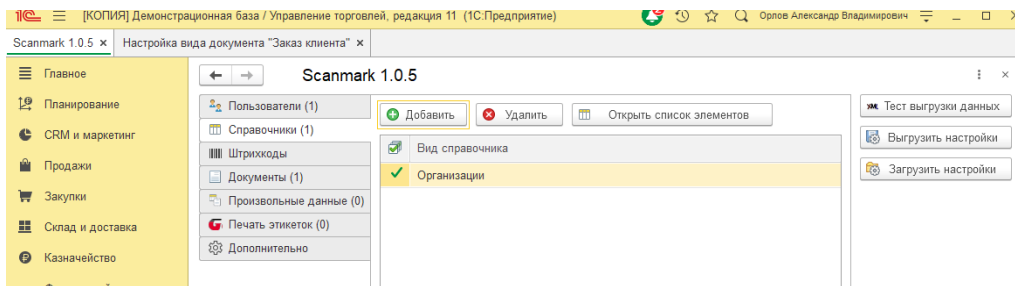 1С [КОПИЯ] Демонстрационная база / Управление торговлей, редакция 11 (1С:Предприятие) Орлов Александр Владимирович
Scanmark 1.0.5 × Настройка вида документа "Заказ клиента" ×
Главное
Планирование
CRM и маркетинг
Продажи
Закупки
Склад и доставка
Казначейство
Scanmark 1.0.5
Пользователи (1)
Справочники (1)
Штрихкоды
Документы (1)
Произвольные данные (0)
Печать этикеток (0)
Дополнительно
Добавить Удалить Открыть список элементов
Вид справочника
Организации
XML Тест выгрузки данных
Выгрузить настройки
Загрузить настройки